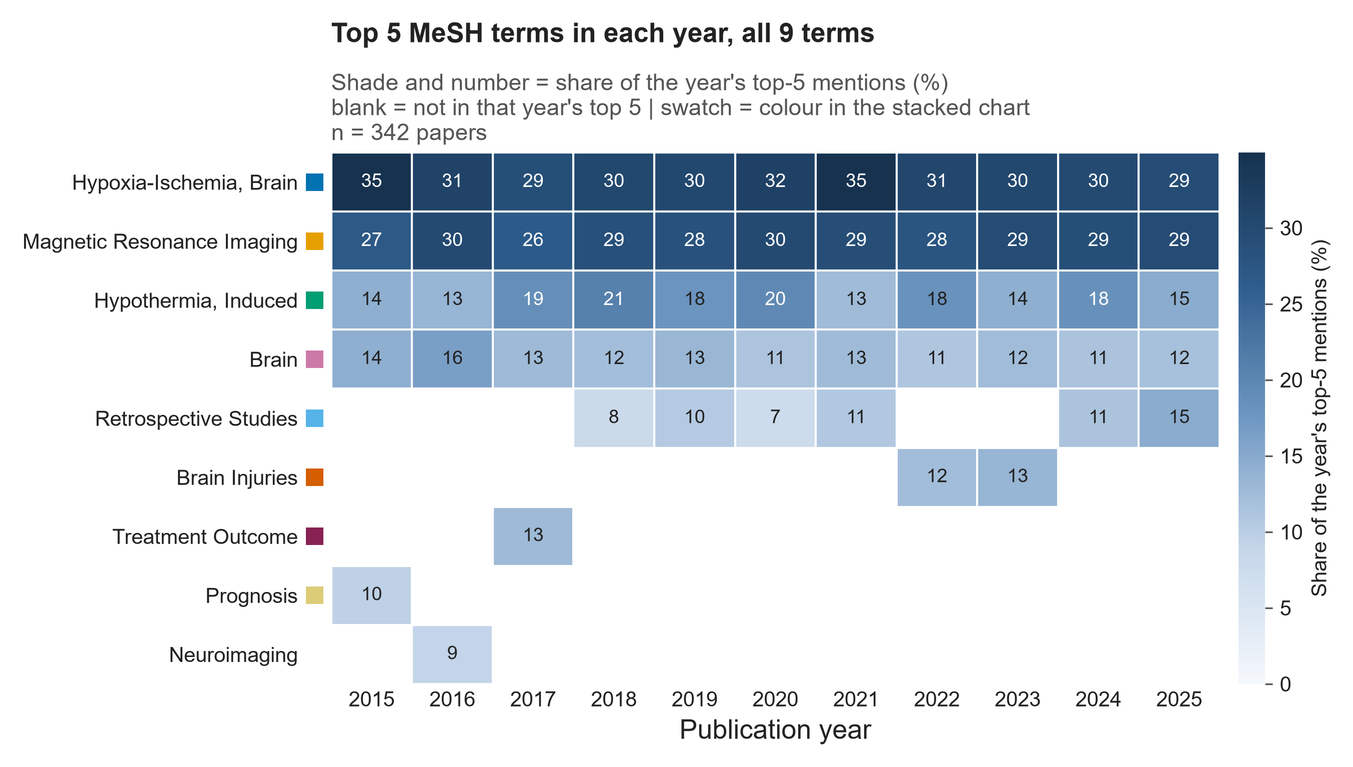 Top 5 MeSH terms in each year, all 9 terms
Shade and number = share of the year's top-5 mentions (%)
blank = not in that year's top 5 | swatch = colour in the stacked chart
n = 342 papers
Hypoxia-Ischemia, Brain 35 31 29 30 30 32 35 31 30 30 29
Magnetic Resonance Imaging 27 30 26 29 28 30 29 28 29 29 29
Hypothermia, Induced 14 13 19 21 18 20 13 18 14 18 15
Brain 14 16 13 12 13 11 13 11 12 11 12
Retrospective Studies 8 10 7 11 11 15
Brain Injuries 12 13
Treatment Outcome 13
Prognosis 10
Neuroimaging 9
2015 2016 2017 2018 2019 2020 2021 2022 2023 2024 2025
Publication year
30
25
20
15
10
5
0
Share of the year's top-5 mentions (%)